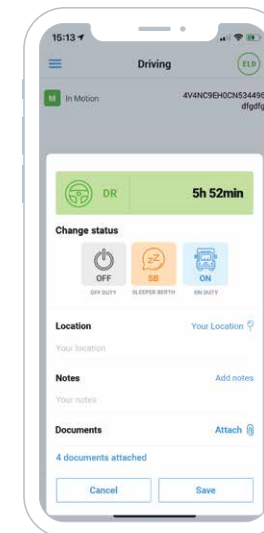 15:13
Driving
ELD
M In Motion
4V4NC9EH0CN534496
dfgdfg
DR
5h 52min
Change status
OFF
SB
ON
OFF DUTY
SLEEPER BERTH
ON DUTY
Location
Your Location
Your location
Notes
Add notes
Your notes
Documents
Attach
4 documents attached
Cancel
Save